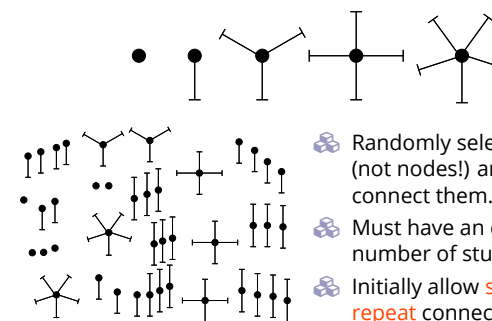 Randomly sele
(not nodes!) ar
connect them.
Must have an e
number of stu
Initially allow s
repeat connec